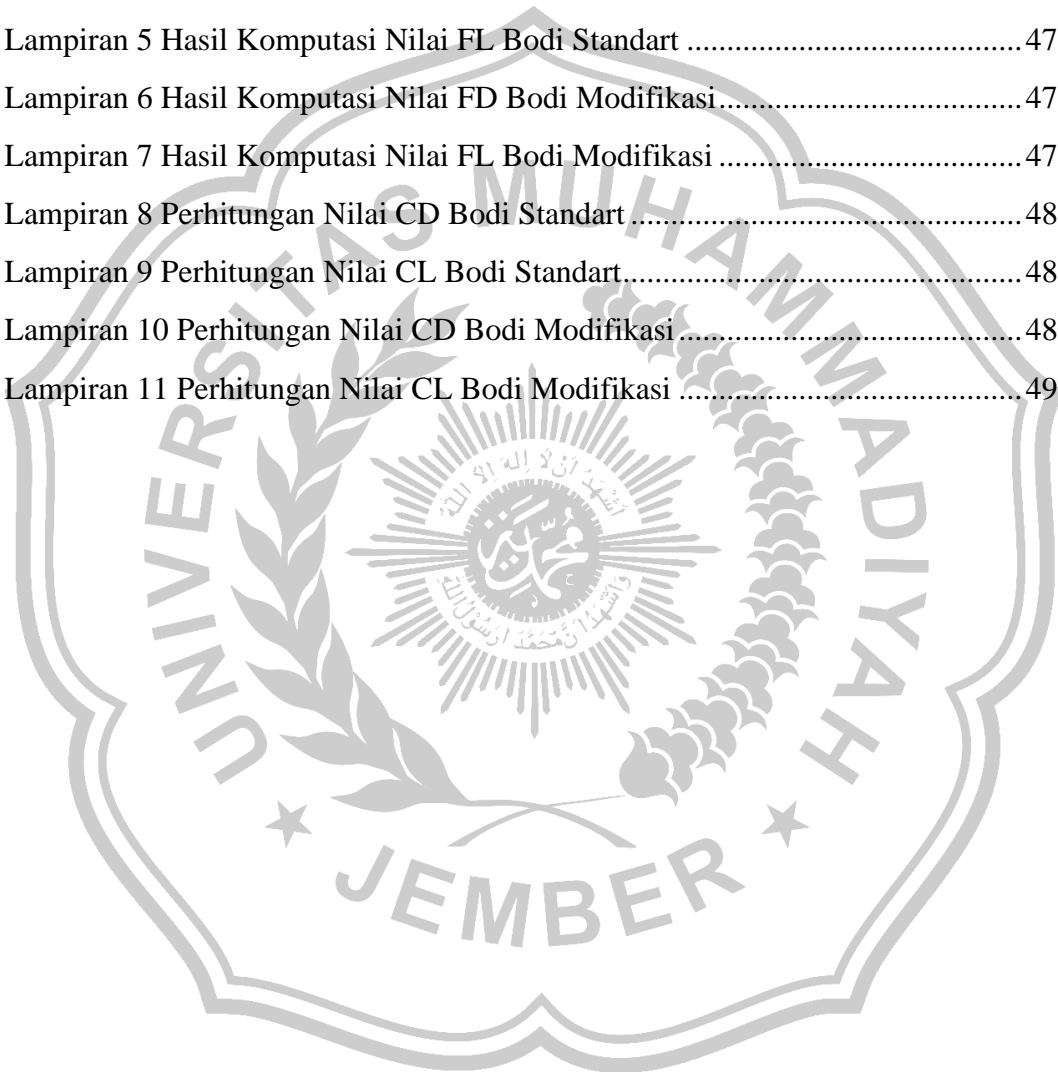 Lampiran 5 Hasil Komputasi Nilai FL Bodi Standart ........................................ 47
Lampiran 6 Hasil Komputasi Nilai FD Bodi Modifikasi .................................... 47
Lampiran 7 Hasil Komputasi Nilai FL Bodi Modifikasi .................................... 47
Lampiran 8 Perhitungan Nilai CD Bodi Standart ............................................... 48
Lampiran 9 Perhitungan Nilai CL Bodi Standart................................................ 48
Lampiran 10 Perhitungan Nilai CD Bodi Modifikasi ......................................... 48
Lampiran 11 Perhitungan Nilai CL Bodi Modifikasi ......................................... 49
UNIVERSITAS MUHAMMADIYAH
JEMBER